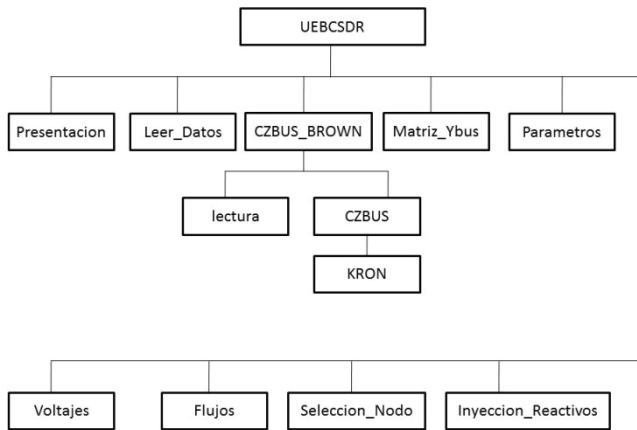 UEBCSDR
Presentacion
Leer_Datos
CZBUS_BROWN
Matriz_Ybus
Parametros
lectura
CZBUS
KRON
Voltajes
Flujos
Seleccion_Nodo
Inyeccion_Reactivos